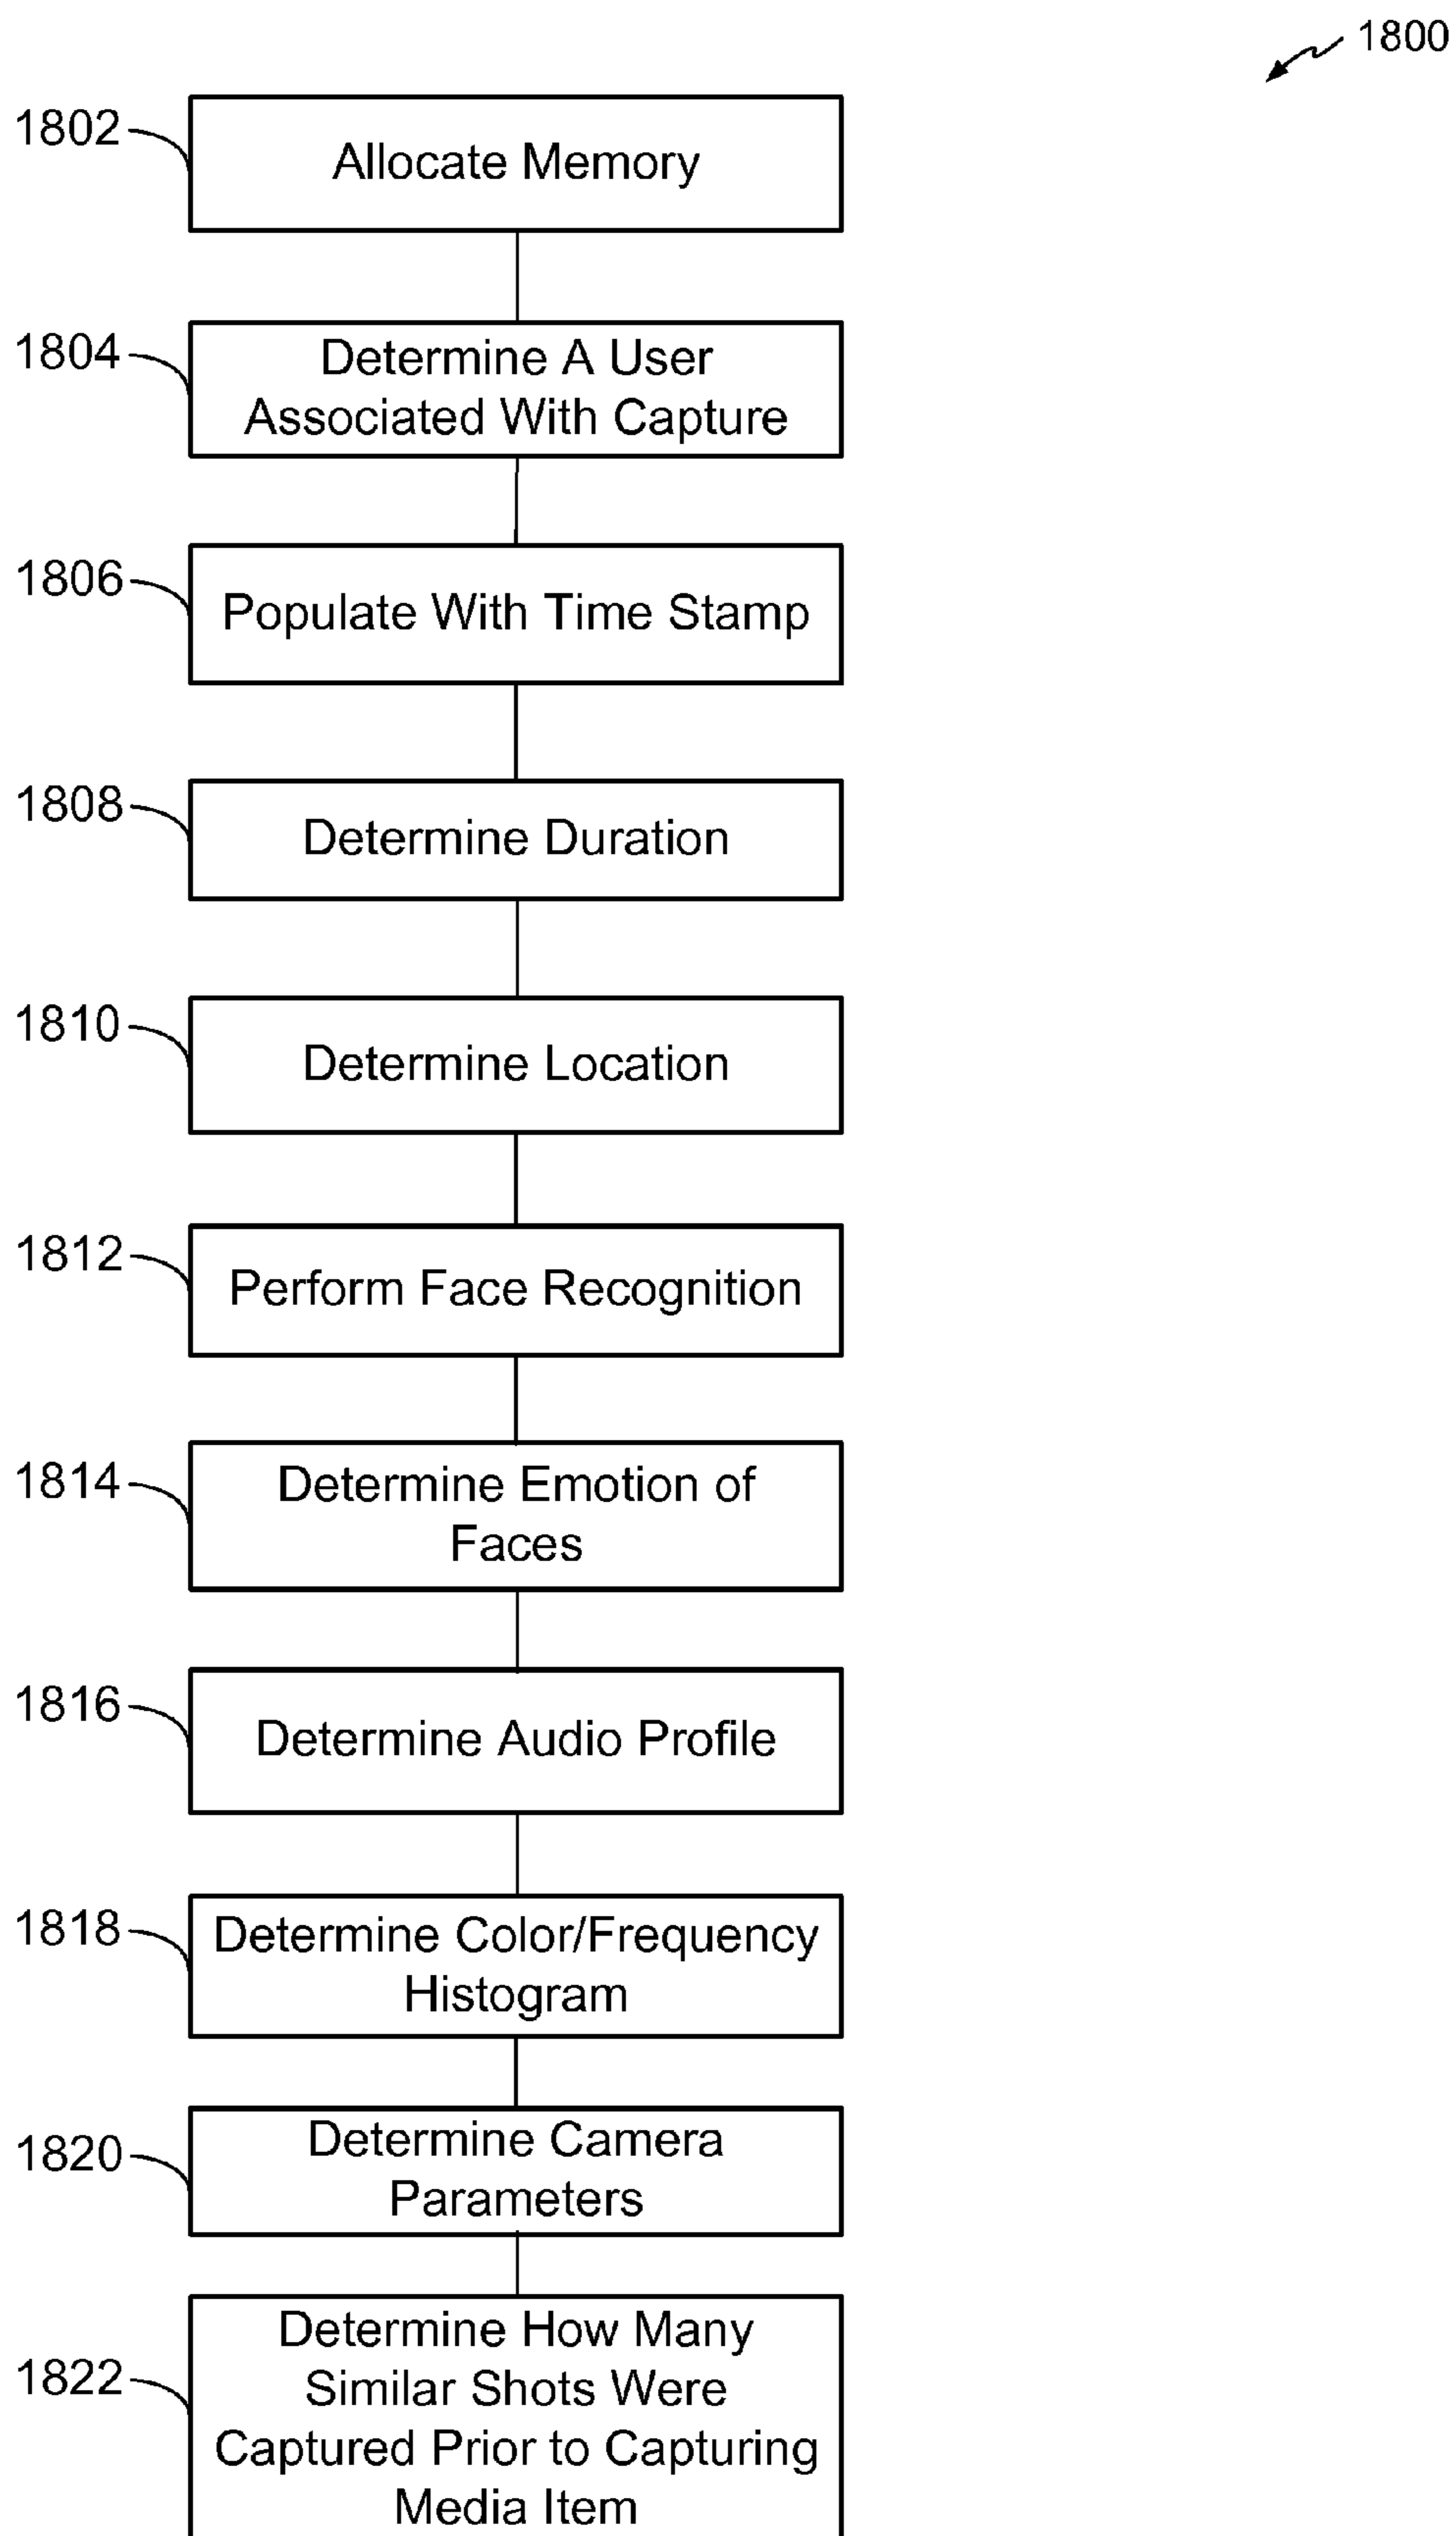 1800
1802
Allocate Memory
1804
Determine A User
Associated With Capture
1806
Populate With Time Stamp
1808
Determine Duration
1810
Determine Location
1812
Perform Face Recognition
1814
Determine Emotion of
Faces
1816
Determine Audio Profile
1818
Determine Color/Frequency
Histogram
1820
Determine Camera
Parameters
1822
Determine How Many
Similar Shots Were
Captured Prior to Capturing
Media Item